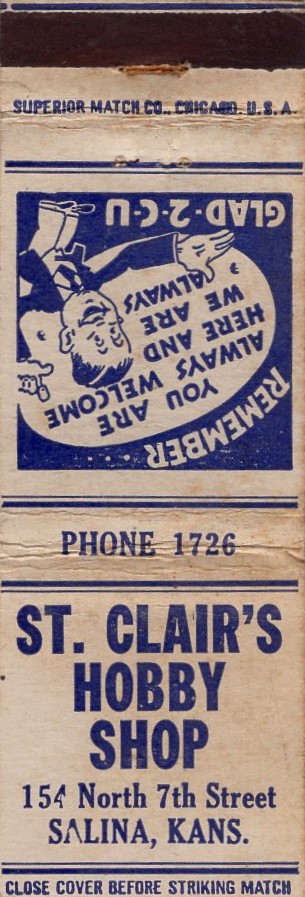 SUPERIOR MATCH CO., CHICAGO, U.S.A.
REMEMBER....
YOU ARE
ALWAYS WELCOME
HERE AND ARE
WE ALWAYS
GLAD-2-C-U
PHONE 1726
ST. CLAIR'S
HOBBY
SHOP
154 North 7th Street
SALINA, KANS.
CLOSE COVER BEFORE STRIKING MATCH